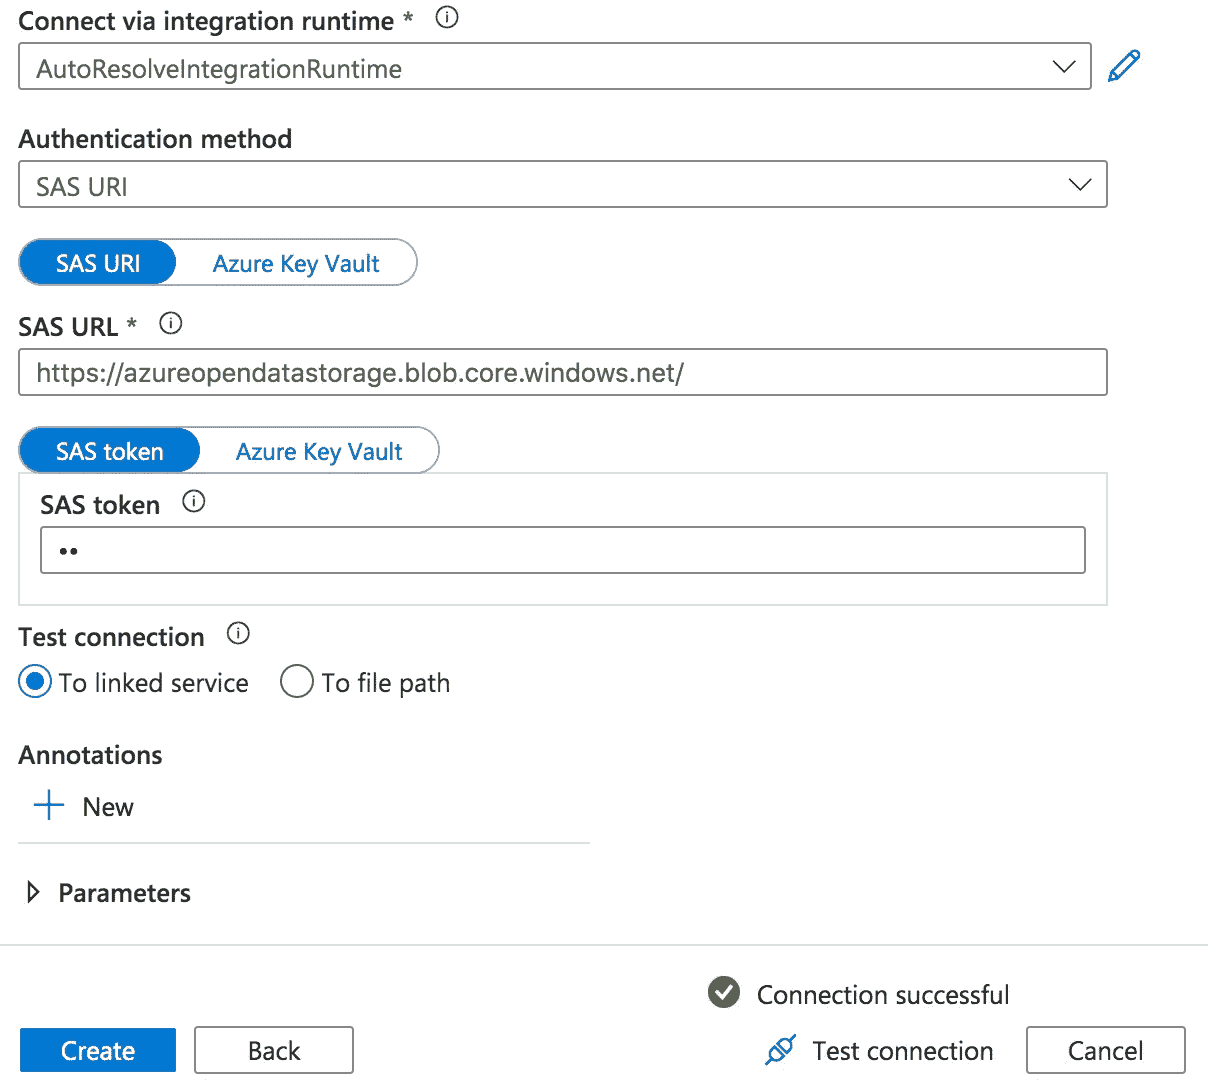 Connect via integration runtime *
AutoResolveIntegrationRuntime
Authentication method
SAS URI
SAS URI Azure Key Vault
SAS URL *
https://azureopendatastorage.blob.core.windows.net/
SAS token Azure Key Vault
SAS token
••
Test connection
To linked service To file path
Annotations
New
Parameters
Connection successful
Create Back Test connection Cancel